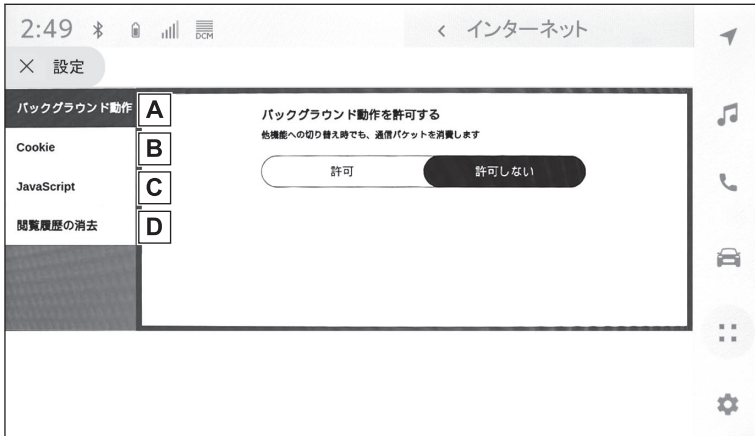 2:49 DCM
インターネット
設定
バックグラウンド動作 A
Cookie B
JavaScript C
閲覧履歴の消去 D
バックグラウンド動作を許可する
他機能への切り替え時でも、通信パケットを消費します
許可 許可しない